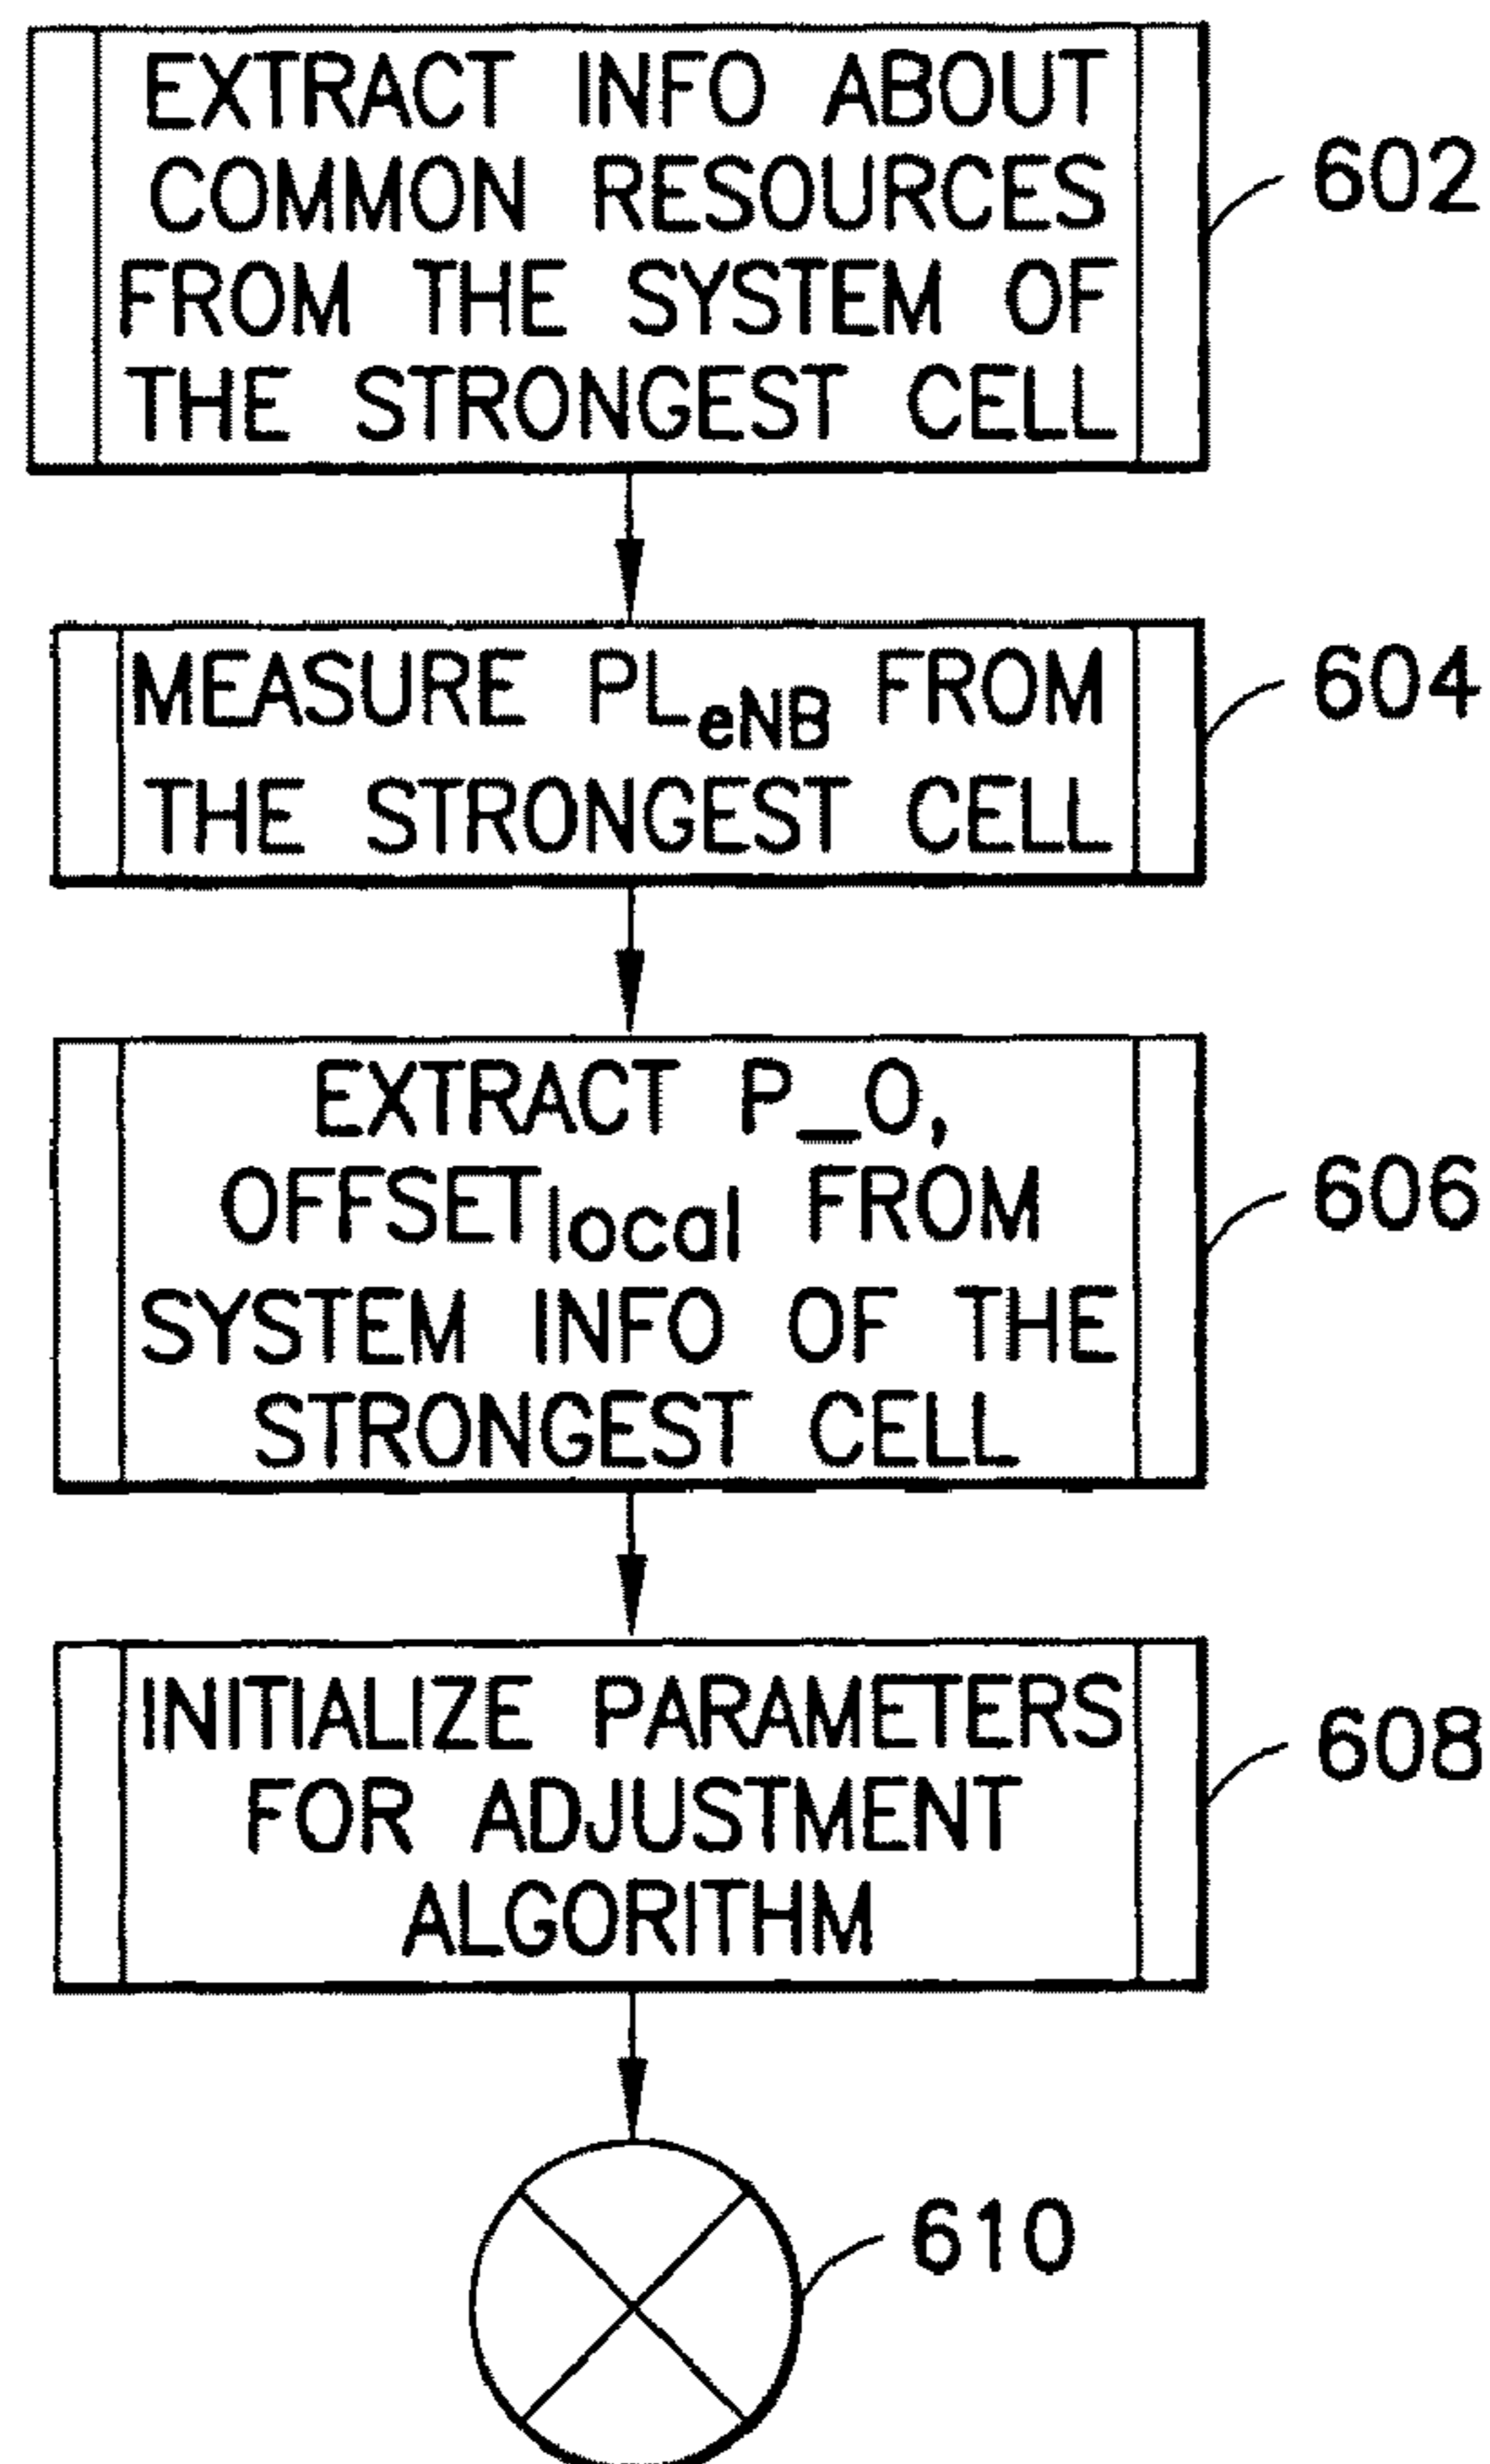 EXTRACT INFO ABOUT
COMMON RESOURCES
FROM THE SYSTEM OF
THE STRONGEST CELL
602
MEASURE PLeNB FROM
THE STRONGEST CELL
604
EXTRACT P_O,
OFFSETlocal FROM
SYSTEM INFO OF THE
STRONGEST CELL
606
INITIALIZE PARAMETERS
FOR ADJUSTMENT
ALGORITHM
608
610